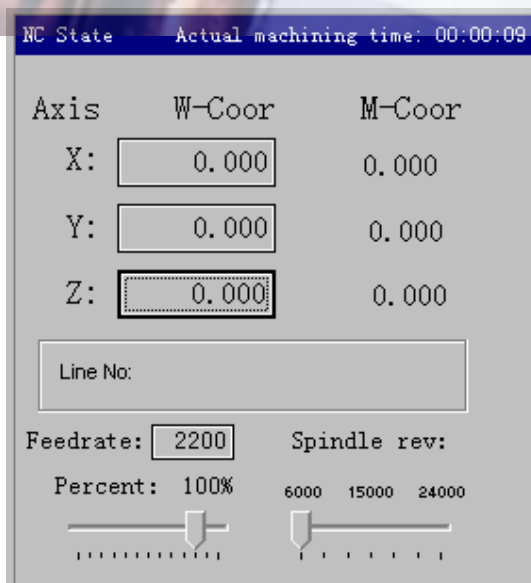 NC State Actual machining time: 00:00:09
Axis W-Coor M-Coor
X: 0.000 0.000
Y: 0.000 0.000
Z: 0.000 0.000
Line No:
Feedrate: 2200 Spindle rev:
Percent: 100% 6000 15000 24000